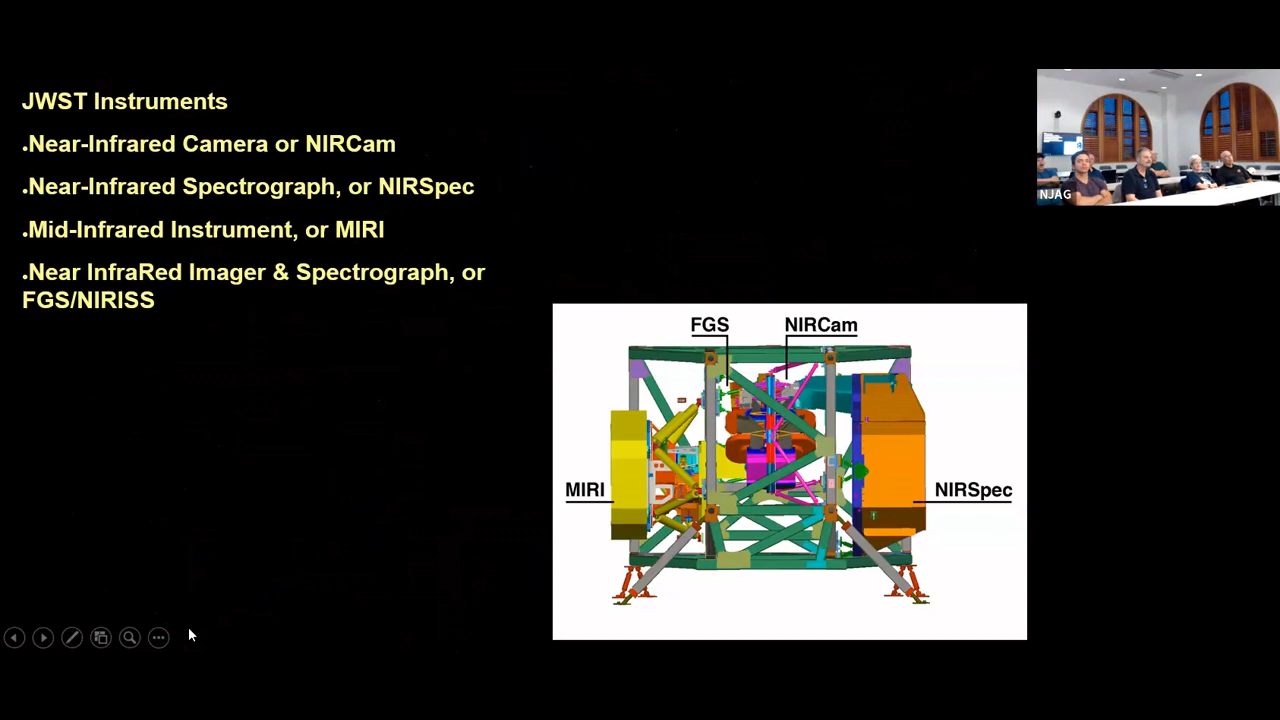 JWST Instruments
.Near-Infrared Camera or NIRCam
.Near-Infrared Spectrograph, or NIRSpec
.Mid-Infrared Instrument, or MIRI
.Near InfraRed Imager & Spectrograph, or
FGS/NIRISS
NJAG
FGS
NIRCam
MIRI
NIRSpec